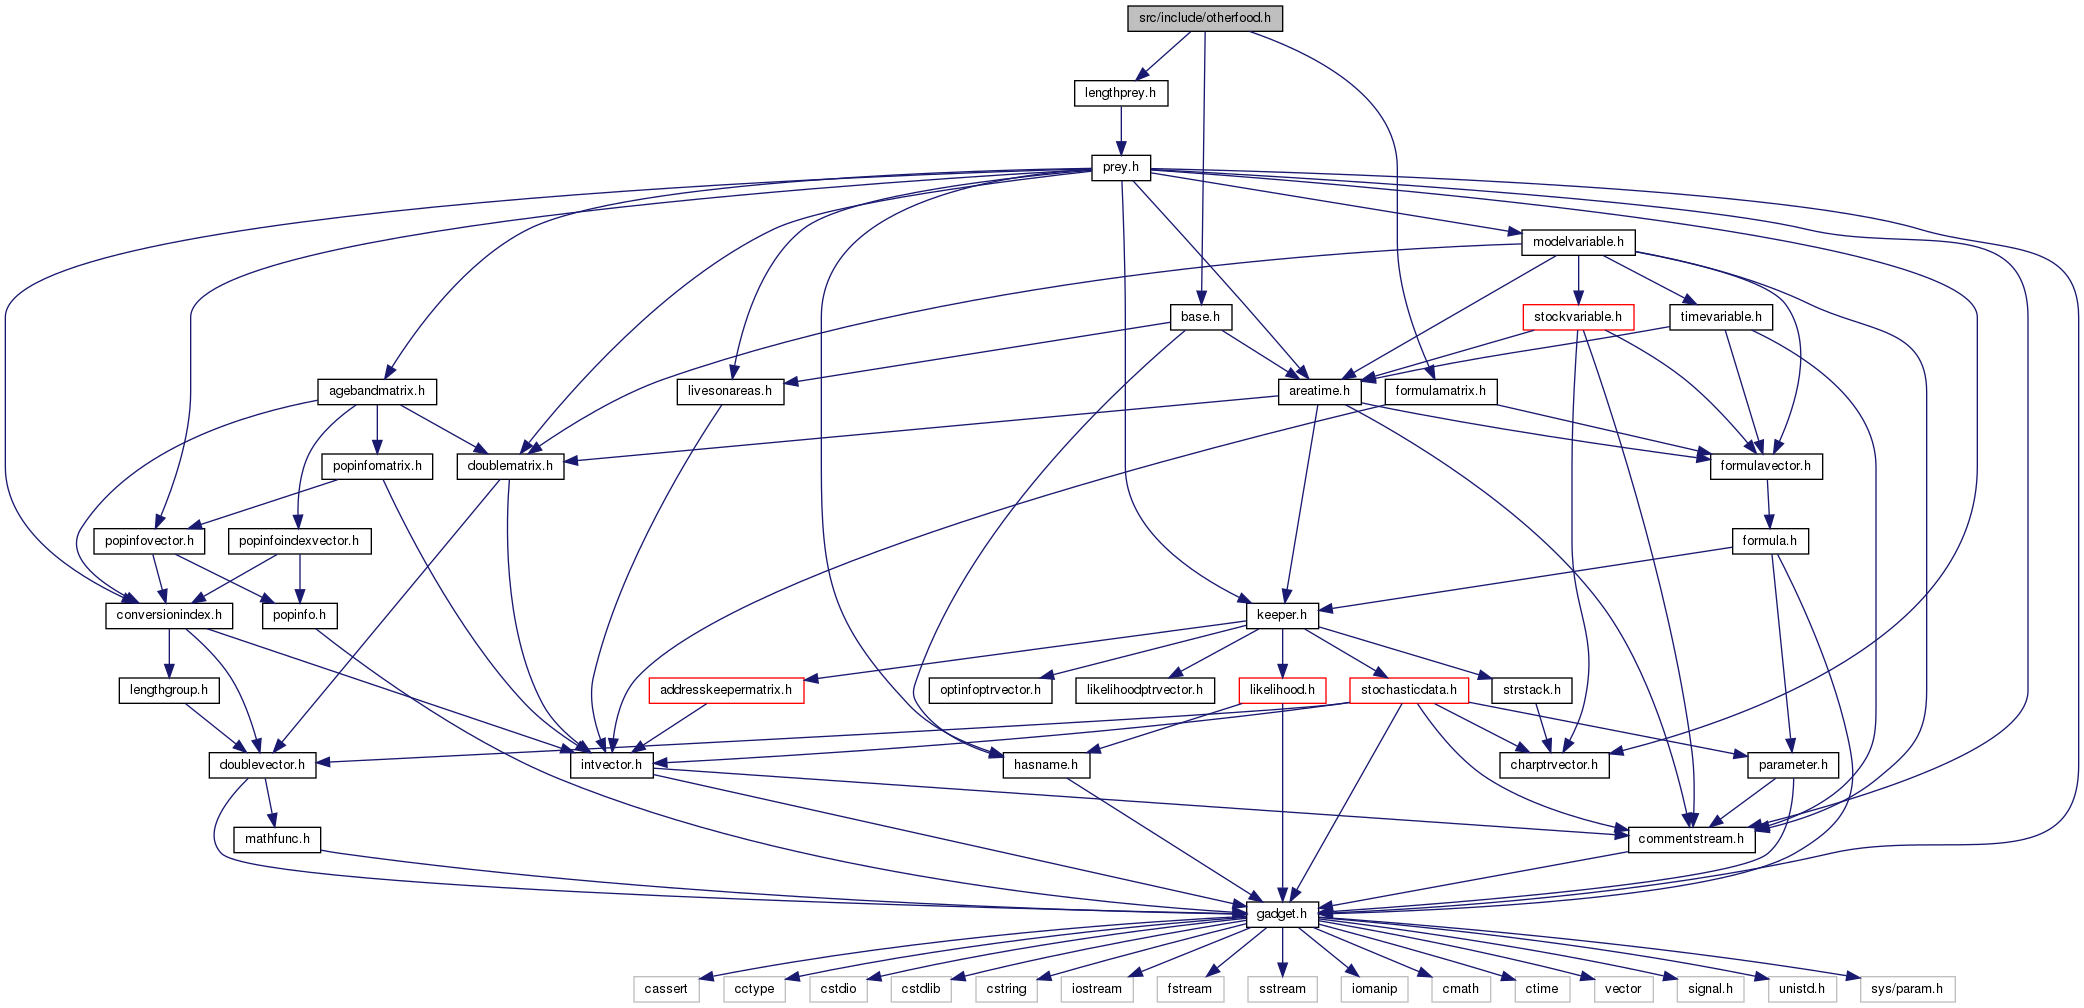 src/include/otherfood.h
lengthprey.h
prey.h
modelvariable.h
base.h
stockvariable.h
timevariable.h
agebandmatrix.h
livesonareas.h
areatime.h
formulamatrix.h
popinfomatrix.h
doublematrix.h
formulavector.h
popinfovector.h
popinfoindexvector.h
formula.h
conversionindex.h
popinfo.h
keeper.h
lengthgroup.h
addresskeepermatrix.h
optinfoptrvector.h
likelihoodptrvector.h
likelihood.h
stochasticdata.h
strstack.h
doublevector.h
intvector.h
hasname.h
charptrvector.h
parameter.h
mathfunc.h
commentstream.h
gadget.h
cassert
cctype
cstdio
cstdlib
cstring
iostream
fstream
sstream
iomanip
cmath
ctime
vector
signal.h
unistd.h
sys/param.h